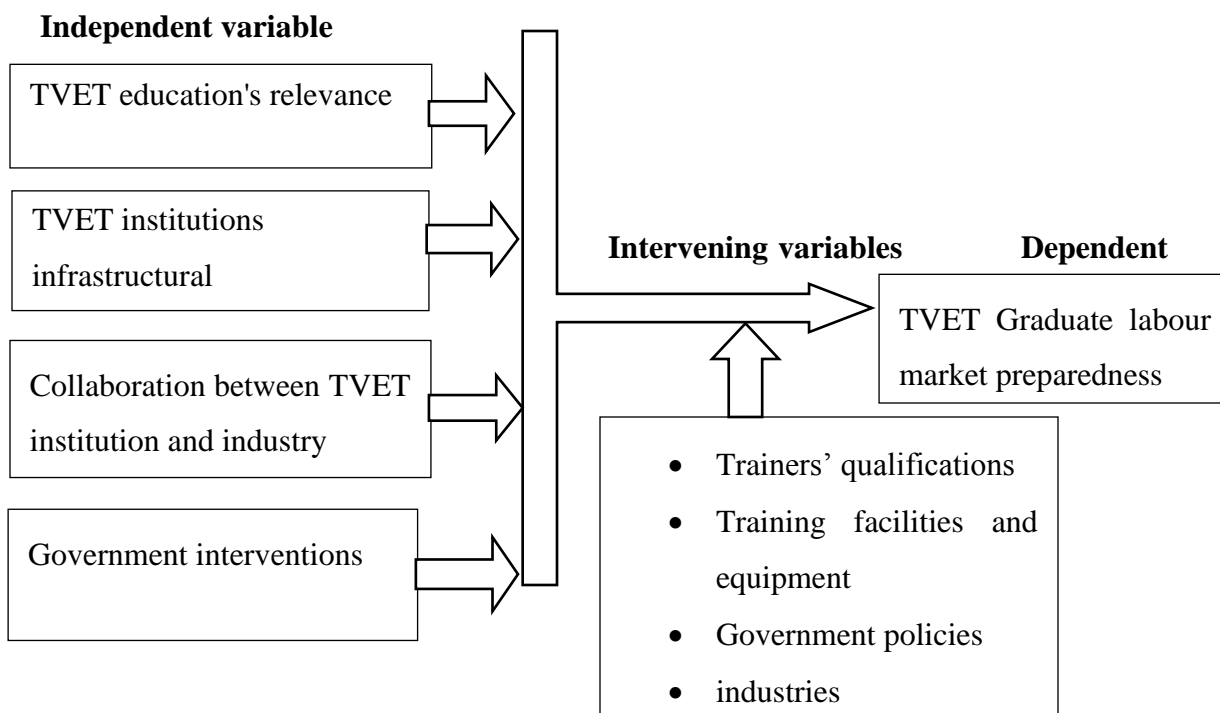 Independent variable
TVET education's relevance
TVET institutions
infrastructural
Collaboration between TVET
institution and industry
Government interventions
Intervening variables
• Trainers’ qualifications
• Training facilities and
equipment
• Government policies
• industries
Dependent
TVET Graduate labour
market preparedness